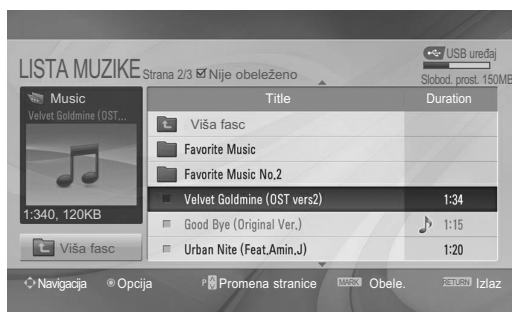 LISTA MUZIKE Strana 2/3 Nije obeleženo
USB uređaj
Slobod. prost. 150MB
Music
Velvet Goldmine (OST...
1:340, 120KB
Viša fasc
Title Duration
Viša fasc
Favorite Music
Favorite Music No.2
Velvet Goldmine (OST vers2) 1:34
Good Bye (Original Ver.) 1:15
Urban Nite (Feat.Amin.J) 1:20
Navigacija Opcija P Promena stranice MARK Obele. RETURN Izlaz